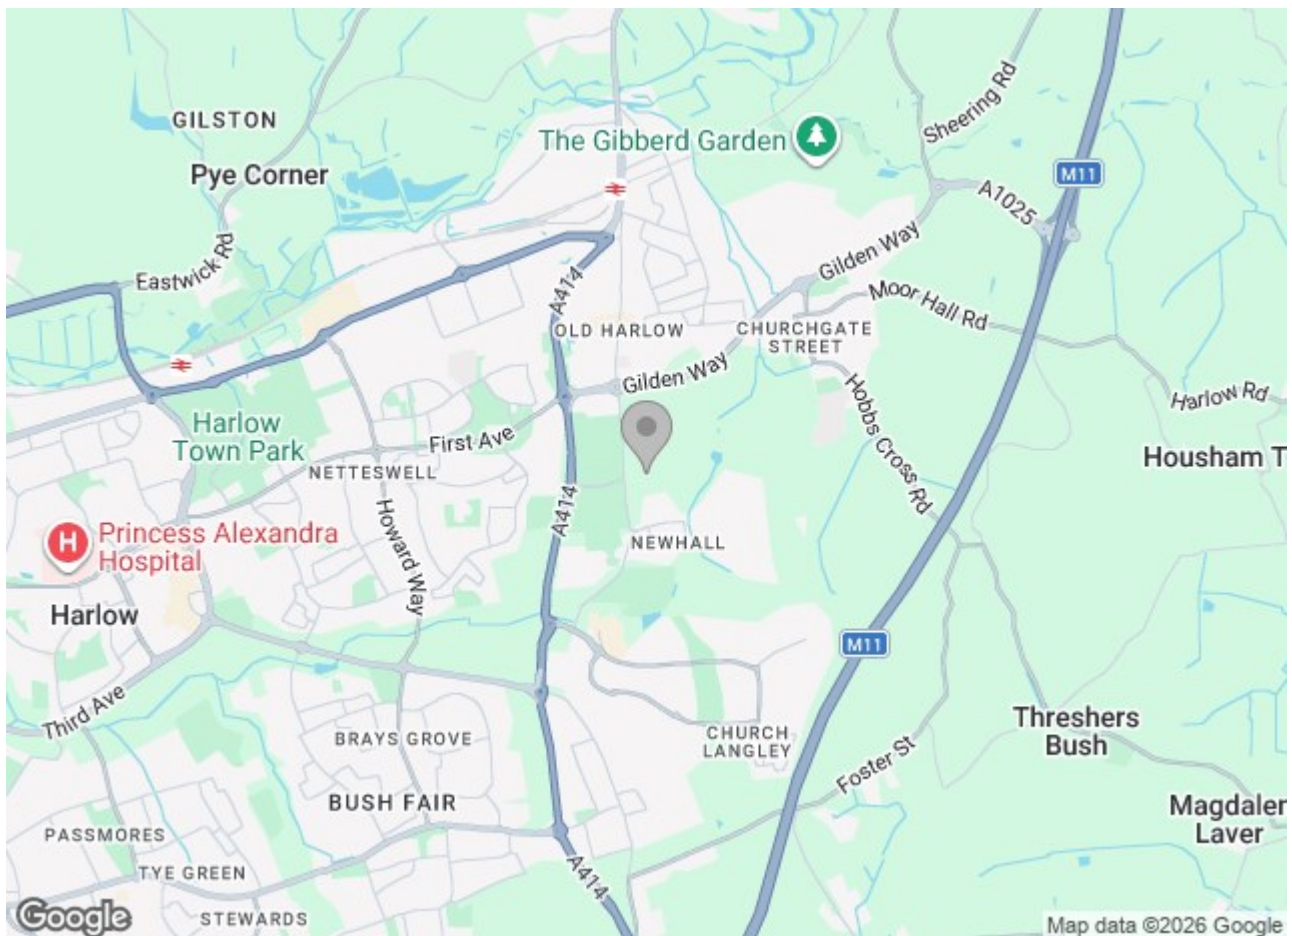 GILSTON
Pye Corner
The Gibberd Garden
Sheering Rd
M11
A1025
Eastwick Rd
Gilden Way
Moor Hall Rd
A414
OLD HARLOW
CHURCHGATE
STREET
Gilden Way
Hobbs Cross Rd
Harlow Rd
Harlow
Town Park
First Ave
NETTESWELL
Housham T
Howard Way
A414
NEWHALL
H
Princess Alexandra
Hospital
Harlow
M11
Third Ave
BRAYS GROVE
CHURCH
LANGLEY
Foster St
Threshers
Bush
BUSH FAIR
Magdalen
Laver
PASSMORES
TYE GREEN
A414
STEWARDS
Google
Map data ©2026 Google